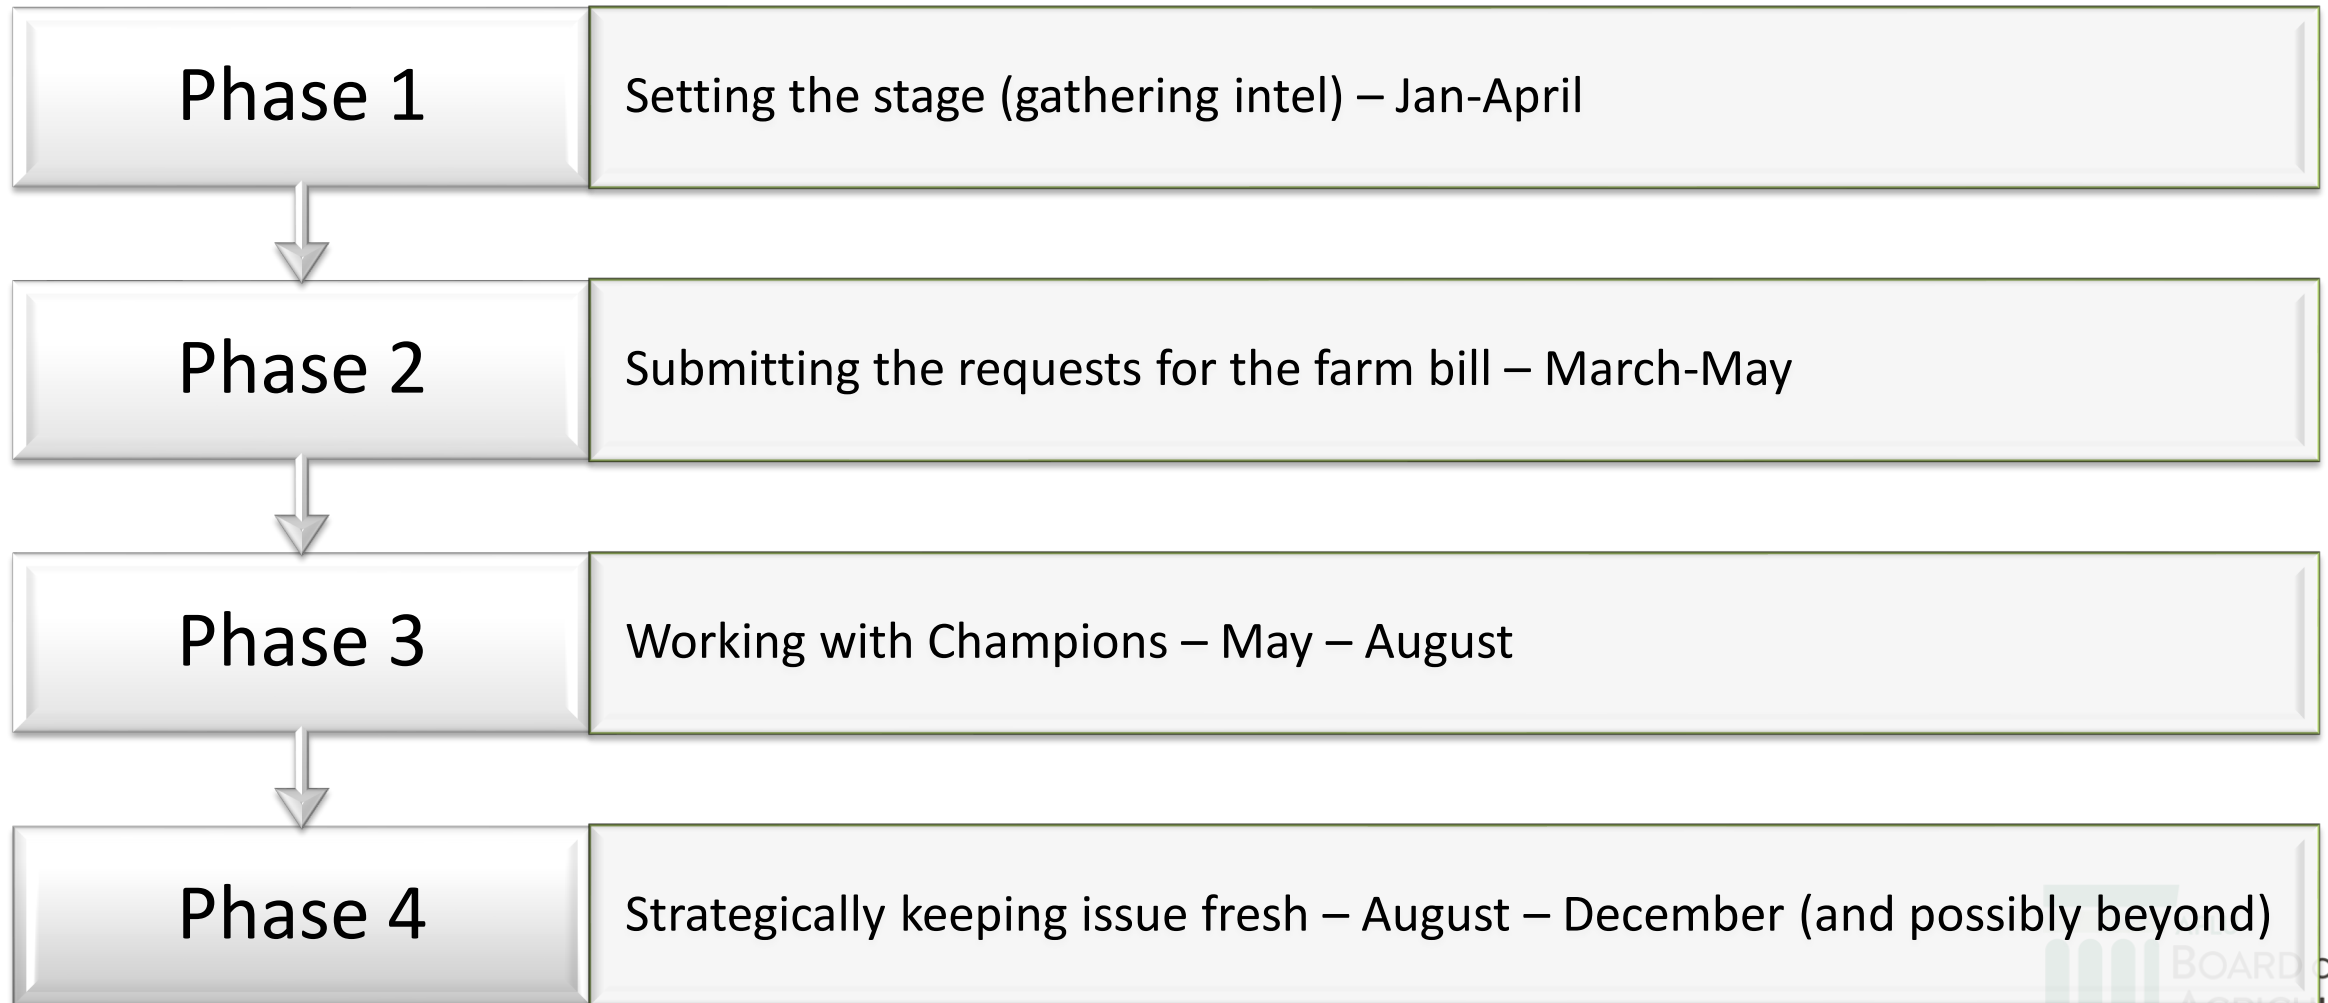 Phase 1
Setting the stage (gathering intel) – Jan-April
Phase 2
Submitting the requests for the farm bill – March-May
Phase 3
Working with Champions – May – August
Phase 4
Strategically keeping issue fresh – August – December (and possibly beyond)
BOARD